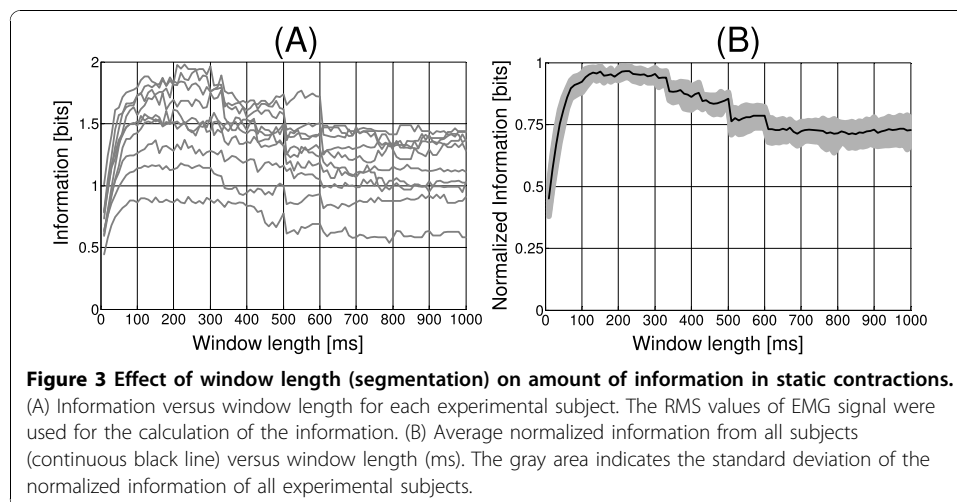 (A)
(B)
Information [bits]
2
1.5
1
0.5
0
0 100 200 300 400 500 600 700 800 900 1000
Window length [ms]
Normalized Information [bits]
1
0.75
0.5
0.25
0
0 100 200 300 400 500 600 700 800 900 1000
Window length [ms]
Figure 3 Effect of window length (segmentation) on amount of information in static contractions.
(A) Information versus window length for each experimental subject. The RMS values of EMG signal were
used for the calculation of the information. (B) Average normalized information from all subjects
(continuous black line) versus window length (ms). The gray area indicates the standard deviation of the
normalized information of all experimental subjects.